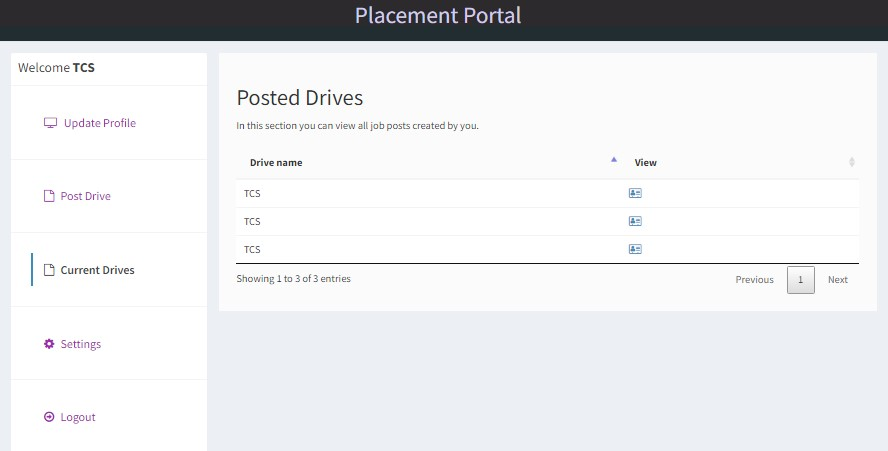 Placement Portal
Welcome TCS
Update Profile
Post Drive
Current Drives
Settings
Logout
Posted Drives
In this section you can view all job posts created by you.
Drive name View
TCS
TCS
TCS
Showing 1 to 3 of 3 entries
Previous 1 Next